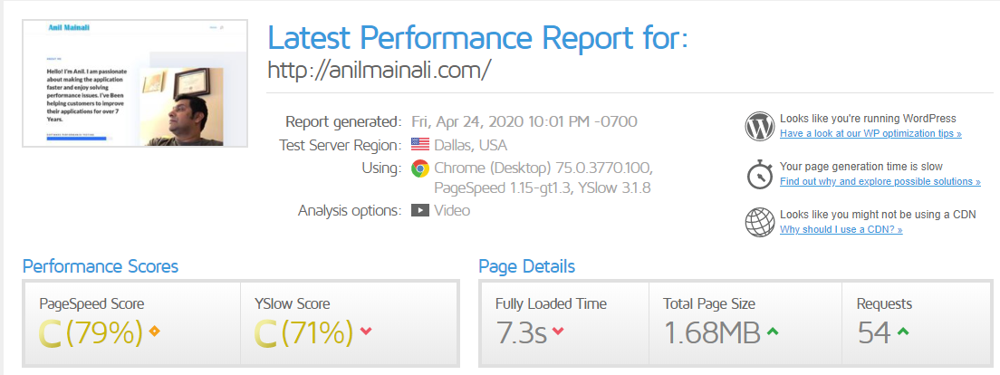 Anil Mainali
Latest Performance Report for:
http://anilmainali.com/
Hello! I'm Anil. I am passionate
about making the application
faster and enjoy solving
performance issues. I've Been
helping customers to improve
their applications for over 7
Years.
Report generated: Fri, Apr 24, 2020 10:01 PM -0700
Test Server Region: Dallas, USA
Using: Chrome (Desktop) 75.0.3770.100,
PageSpeed 1.15-gt1.3, YSlow 3.1.8
Analysis options: Video
Looks like you're running WordPress
Have a look at our WP optimization tips »
Your page generation time is slow
Find out why and explore possible solutions »
Looks like you might not be using a CDN
Why should I use a CDN? »
Performance Scores
PageSpeed Score
C (79%)
YSlow Score
C (71%)
Page Details
Fully Loaded Time
7.3s
Total Page Size
1.68MB
Requests
54